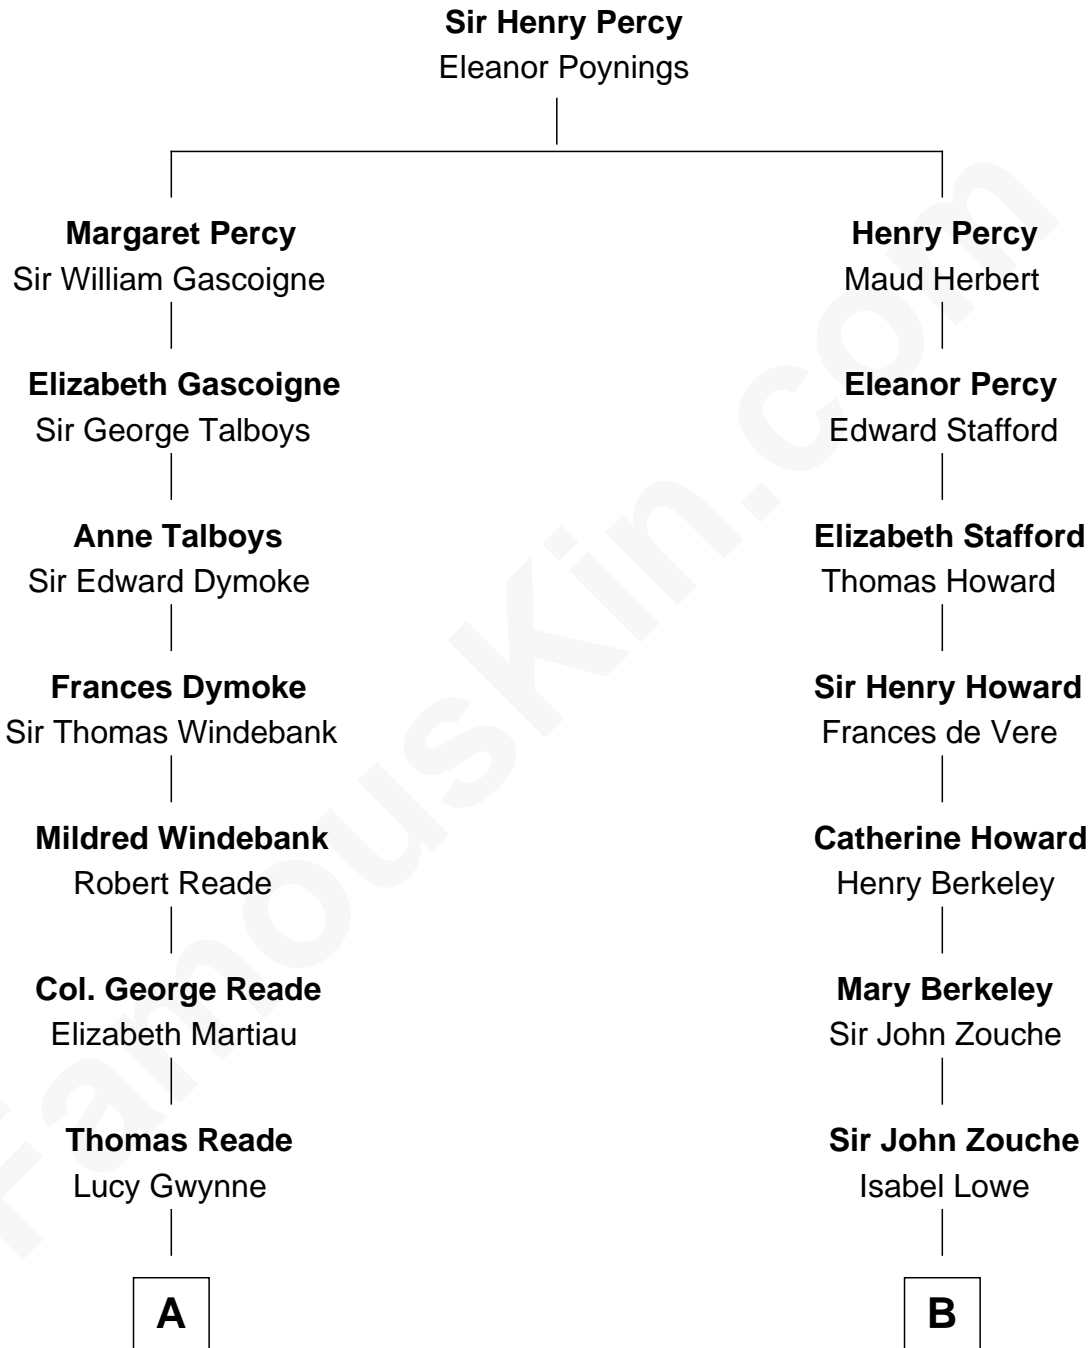 Sir Henry Percy
Eleanor Poynings
Margaret Percy
Sir William Gascoigne
Henry Percy
Maud Herbert
Elizabeth Gascoigne
Sir George Talboys
Eleanor Percy
Edward Stafford
Anne Talboys
Sir Edward Dymoke
Elizabeth Stafford
Thomas Howard
Frances Dymoke
Sir Thomas Windebank
Sir Henry Howard
Frances de Vere
Mildred Windebank
Robert Reade
Catherine Howard
Henry Berkeley
Col. George Reade
Elizabeth Martiau
Mary Berkeley
Sir John Zouche
Thomas Reade
Lucy Gwynne
Sir John Zouche
Isabel Lowe
A
B
FamousKin.com